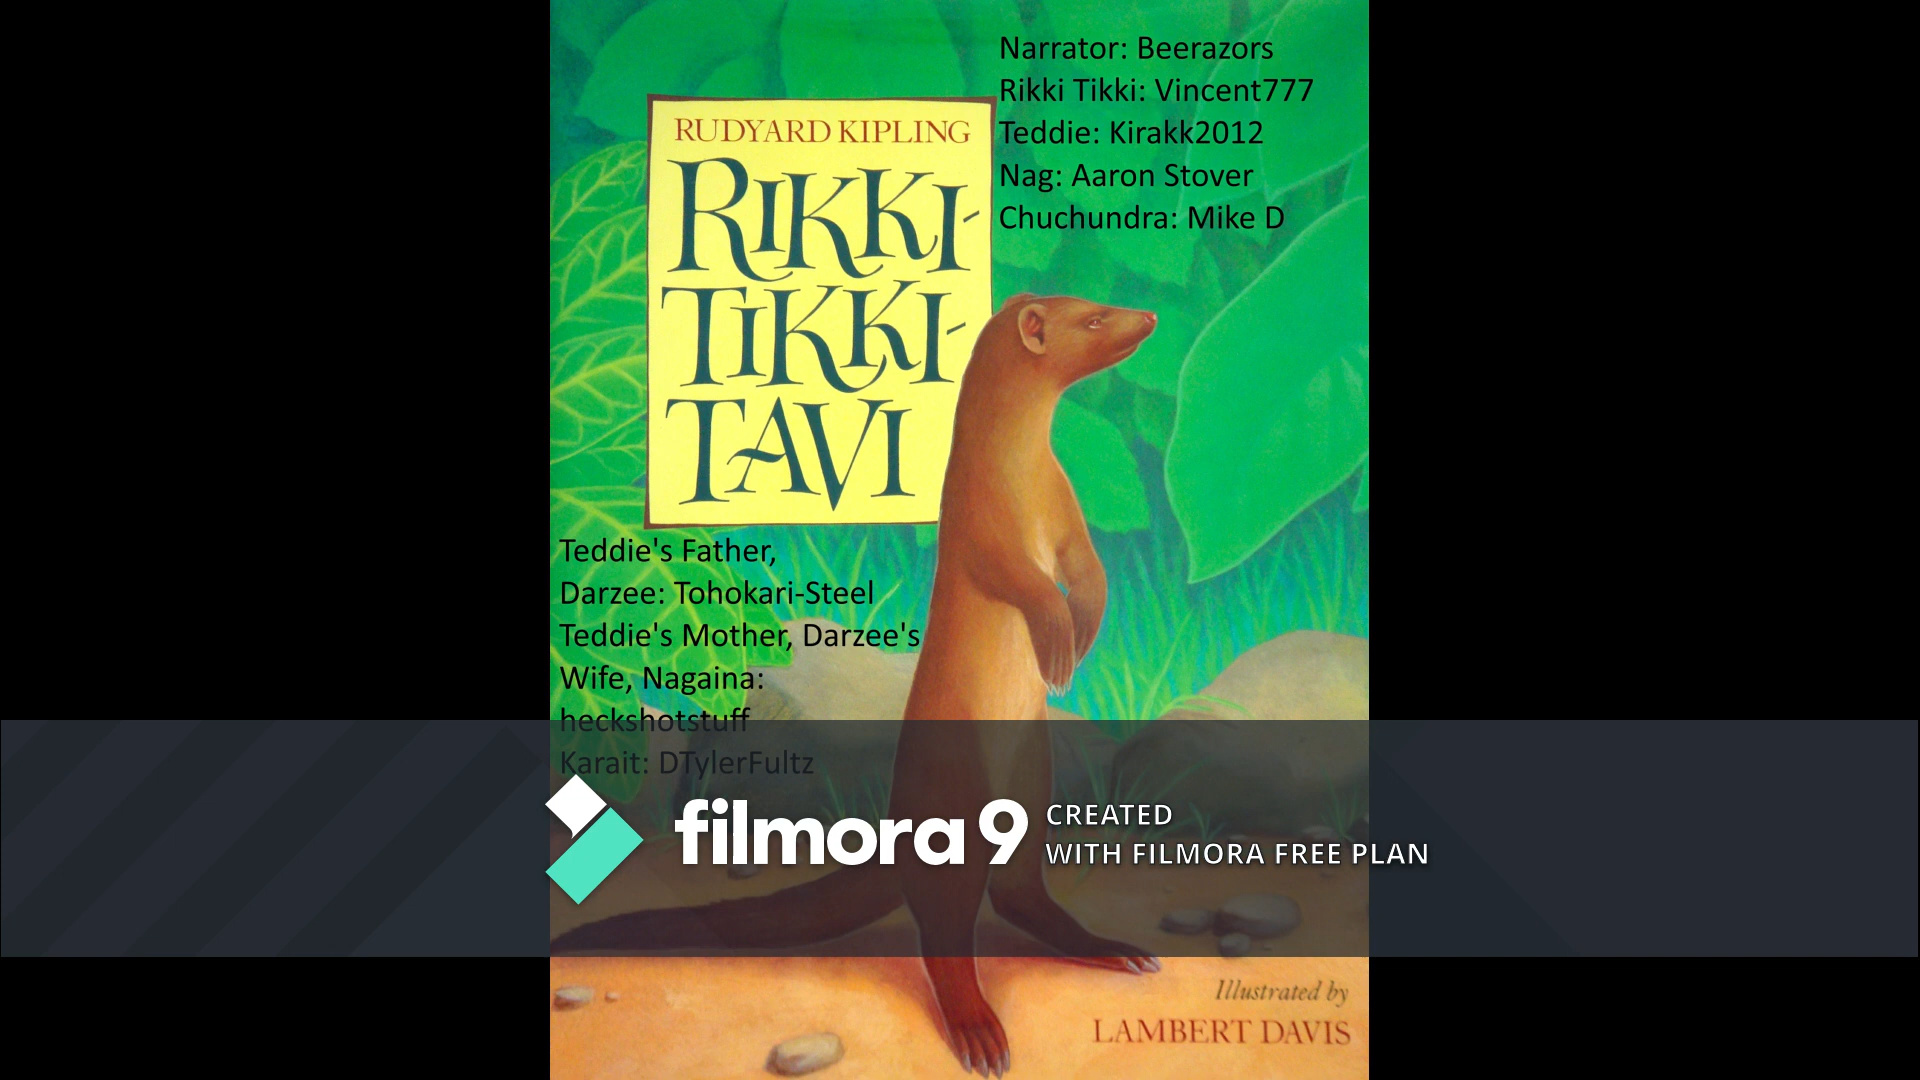 Narrator: Beerazors
Rikki Tikki: Vincent777
Teddie: Kirakk2012
Nag: Aaron Stover
Chuchundra: Mike D
RUDYARD KIPLING
RIKKI-
TIKKI-
TAVI
Teddie's Father,
Darzee: Tohokari-Steel
Teddie's Mother, Darzee's
Wife, Nagaina:
heckshotstuff
Karait: DTylerFultz
filmora 9
CREATED
WITH FILMORA FREE PLAN
Illustrated by
LAMBERT DAVIS